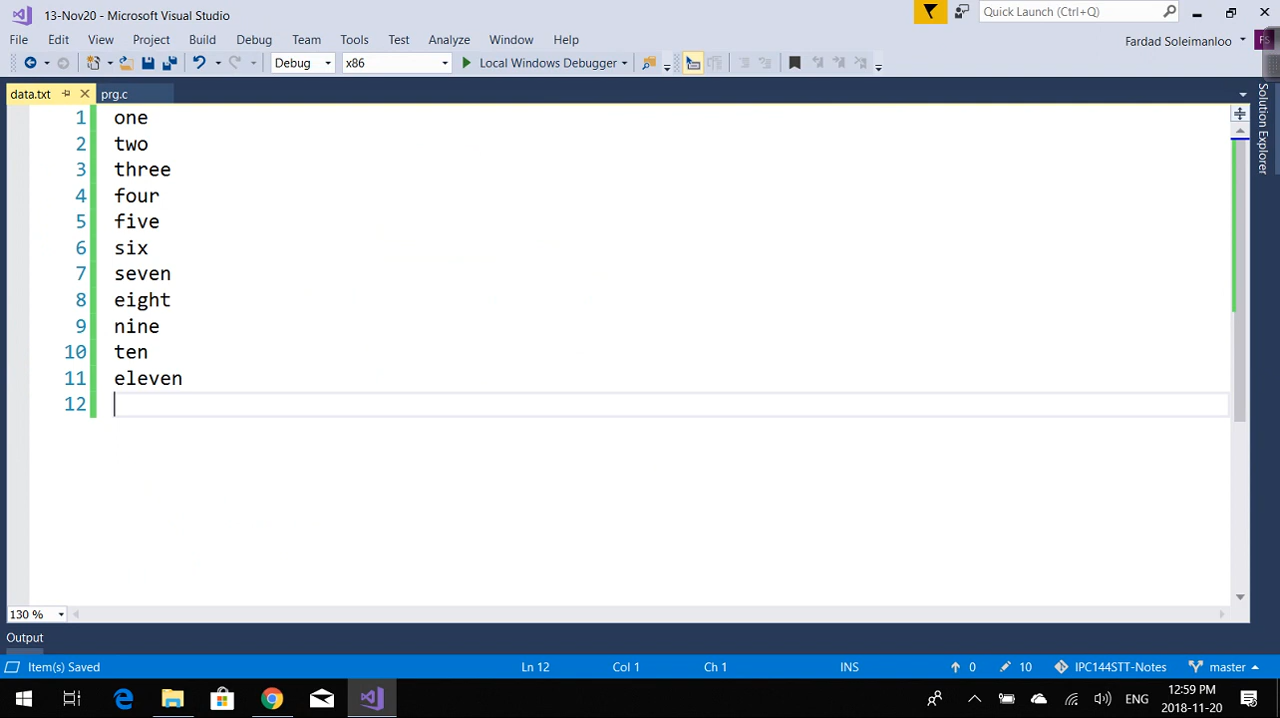 13-Nov20 - Microsoft Visual Studio
Quick Launch (Ctrl+Q)
File Edit View Project Build Debug Team Tools Test Analyze Window Help
Fardad Soleimanloo
FS
Debug x86 Local Windows Debugger
data.txt prg.c
Solution Explorer
1 one
2 two
3 three
4 four
5 five
6 six
7 seven
8 eight
9 nine
10 ten
11 eleven
12
130 %
Output
Item(s) Saved Ln 12 Col 1 Ch 1 INS 0 10 IPC144STT-Notes master
ENG
12:59 PM
2018-11-20